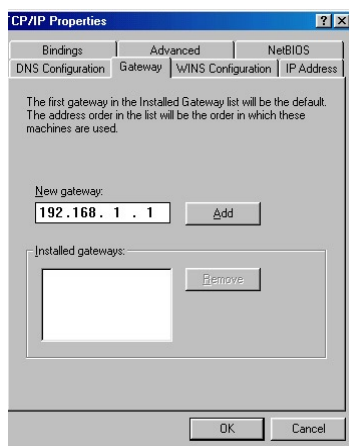 TCP/IP Properties
Bindings Advanced NetBIOS
DNS Configuration Gateway WINS Configuration IP Address
The first gateway in the Installed Gateway list will be the default.
The address order in the list will be the order in which these
machines are used.
New gateway:
192.168. 1 . 1 Add
Installed gateways:
Remove
OK Cancel